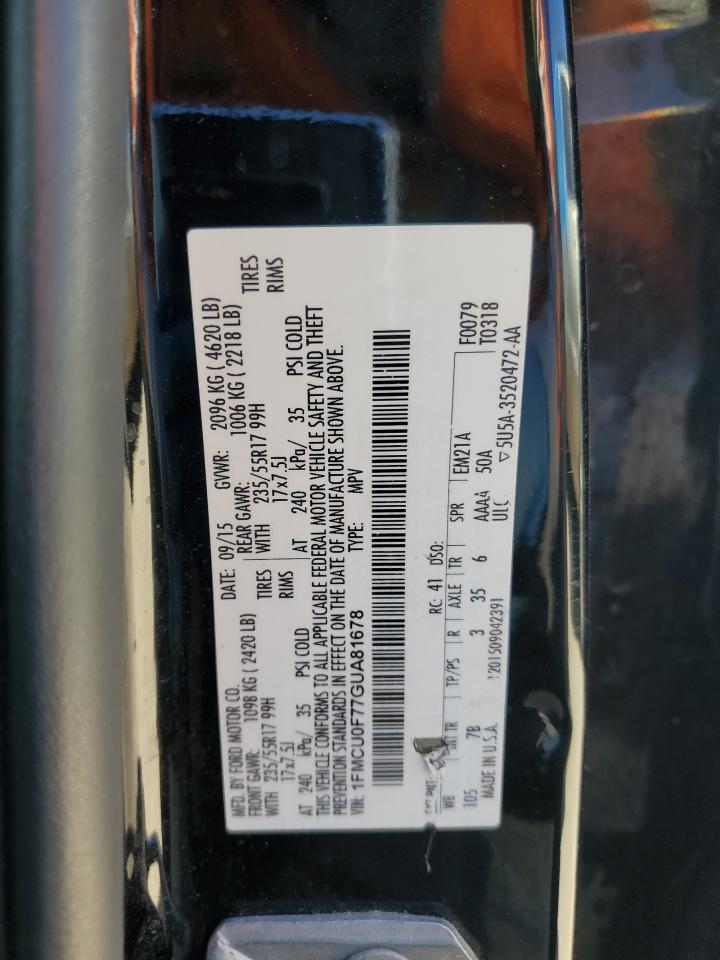 MFD. BY FORD MOTOR CO.
DATE: 09/15 GVWR: 2096 KG ( 4620 LB)
FRONT GAWR: 1098 KG ( 2420 LB) REAR GAWR: 1006 KG ( 2218 LB)
WITH 235/55R17 99H TIRES WITH 235/55R17 99H TIRES
17x7.5J RIMS 17x7.5J RIMS
AT 240 kPa/ 35 PSI COLD AT 240 kPa/ 35 PSI COLD
THIS VEHICLE CONFORMS TO ALL APPLICABLE FEDERAL MOTOR VEHICLE SAFETY AND THEFT
PREVENTION STANDARDS IN EFFECT ON THE DATE OF MANUFACTURE SHOWN ABOVE.
VIN: 1FMCU0F77GUA81678 TYPE: MPV
EXT PNT: RC: 41 DSO:
WB INT TR TP/PS R AXLE TR SPR EM21A F0079
105 7B 3 35 6 AAAA 50A T0318
MADE IN U.S.A. 1201509042391 ULC ▽5U5A-3520472-AA